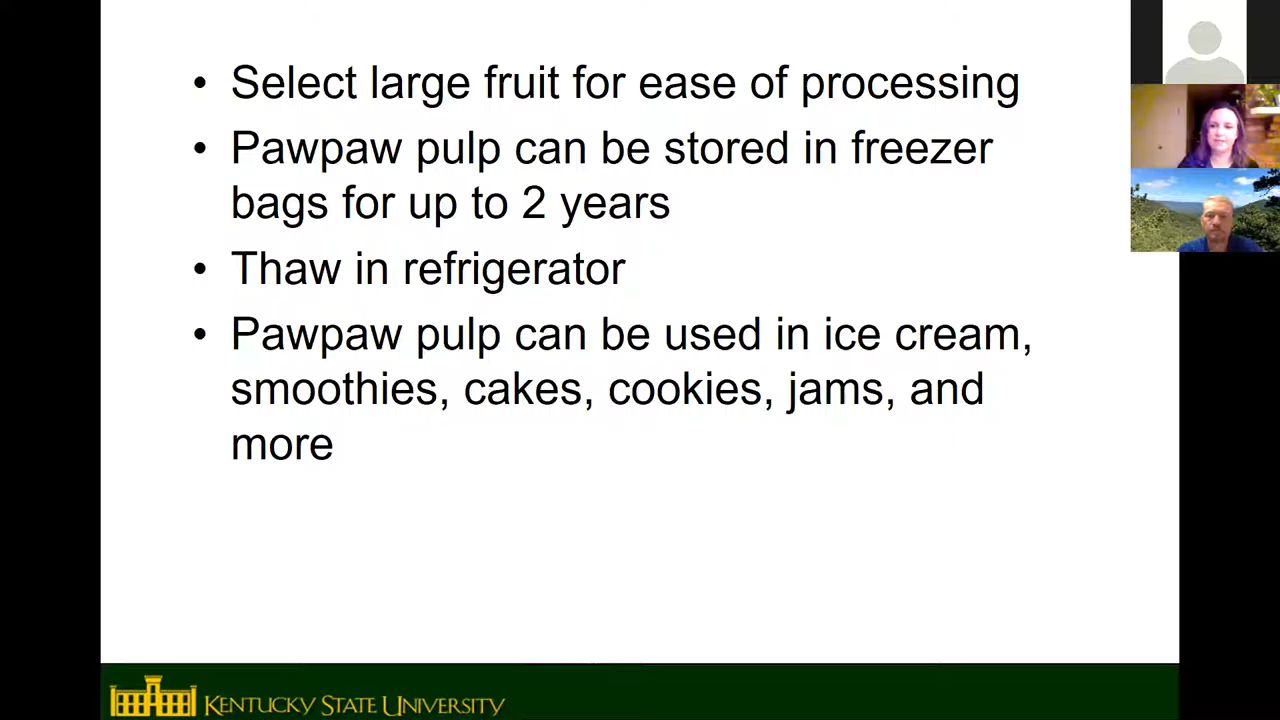 • Select large fruit for ease of processing
• Pawpaw pulp can be stored in freezer
bags for up to 2 years
• Thaw in refrigerator
• Pawpaw pulp can be used in ice cream,
smoothies, cakes, cookies, jams, and
more
KENTUCKY STATE UNIVERSITY